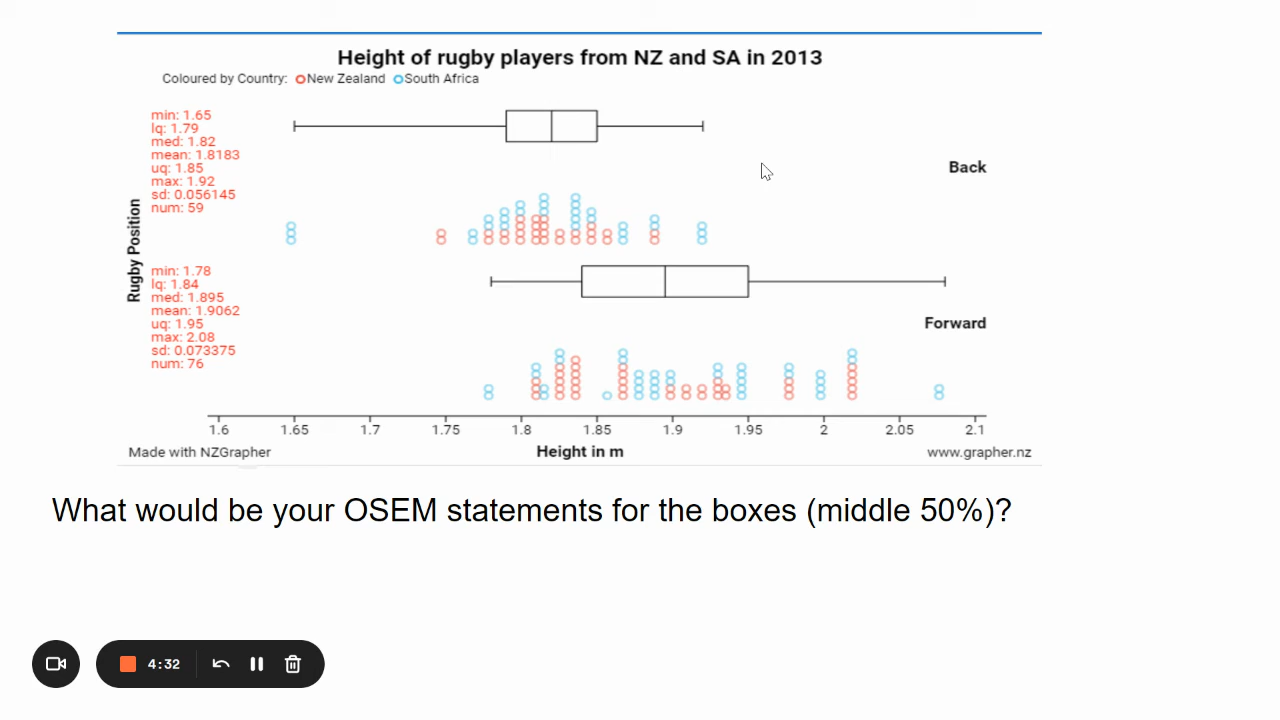 Height of rugby players from NZ and SA in 2013
Coloured by Country: New Zealand South Africa
min: 1.65
lq: 1.79
med: 1.82
mean: 1.8183
uq: 1.85
max: 1.92
sd: 0.056145
num: 59
Back
Rugby Position
min: 1.78
lq: 1.84
med: 1.895
mean: 1.9062
uq: 1.95
max: 2.08
sd: 0.073375
num: 76
Forward
1.6 1.65 1.7 1.75 1.8 1.85 1.9 1.95 2 2.05 2.1
Made with NZGrapher Height in m www.grapher.nz
What would be your OSEM statements for the boxes (middle 50%)?
4:32